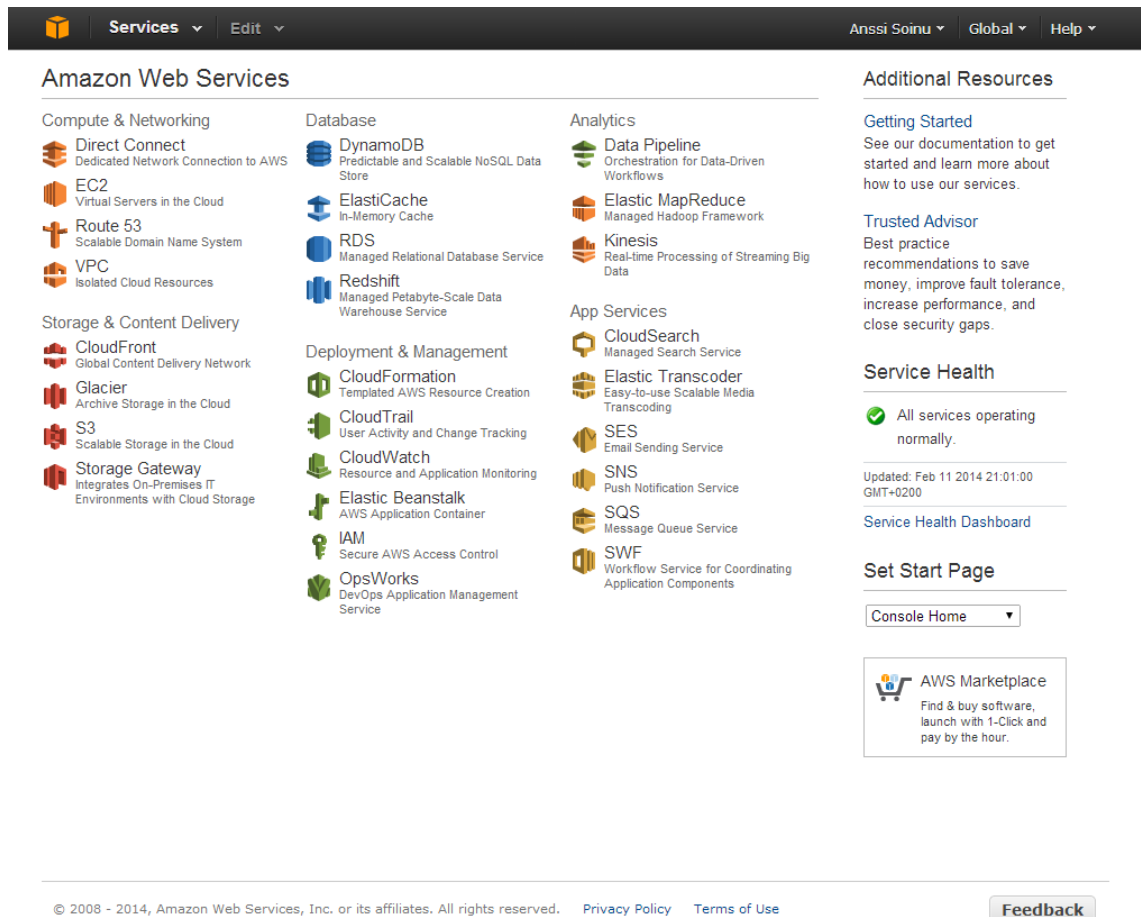 Services Edit Anssi Soinu Global Help
Amazon Web Services
Compute & Networking
Direct Connect
Dedicated Network Connection to AWS
EC2
Virtual Servers in the Cloud
Route 53
Scalable Domain Name System
VPC
Isolated Cloud Resources
Storage & Content Delivery
CloudFront
Global Content Delivery Network
Glacier
Archive Storage in the Cloud
S3
Scalable Storage in the Cloud
Storage Gateway
Integrates On-Premises IT
Environments with Cloud Storage
Database
DynamoDB
Predictable and Scalable NoSQL Data
Store
ElastiCache
In-Memory Cache
RDS
Managed Relational Database Service
Redshift
Managed Petabyte-Scale Data
Warehouse Service
Deployment & Management
CloudFormation
Templated AWS Resource Creation
CloudTrail
User Activity and Change Tracking
CloudWatch
Resource and Application Monitoring
Elastic Beanstalk
AWS Application Container
IAM
Secure AWS Access Control
OpsWorks
DevOps Application Management
Service
Analytics
Data Pipeline
Orchestration for Data-Driven
Workflows
Elastic MapReduce
Managed Hadoop Framework
Kinesis
Real-time Processing of Streaming Big
Data
App Services
CloudSearch
Managed Search Service
Elastic Transcoder
Easy-to-use Scalable Media
Transcoding
SES
Email Sending Service
SNS
Push Notification Service
SQS
Message Queue Service
SWF
Workflow Service for Coordinating
Application Components
Additional Resources
Getting Started
See our documentation to get
started and learn more about
how to use our services.
Trusted Advisor
Best practice
recommendations to save
money, improve fault tolerance,
increase performance, and
close security gaps.
Service Health
All services operating
normally.
Updated: Feb 11 2014 21:01:00
GMT+0200
Service Health Dashboard
Set Start Page
Console Home
AWS Marketplace
Find & buy software,
launch with 1-Click and
pay by the hour.
© 2008 - 2014, Amazon Web Services, Inc. or its affiliates. All rights reserved. Privacy Policy Terms of Use Feedback